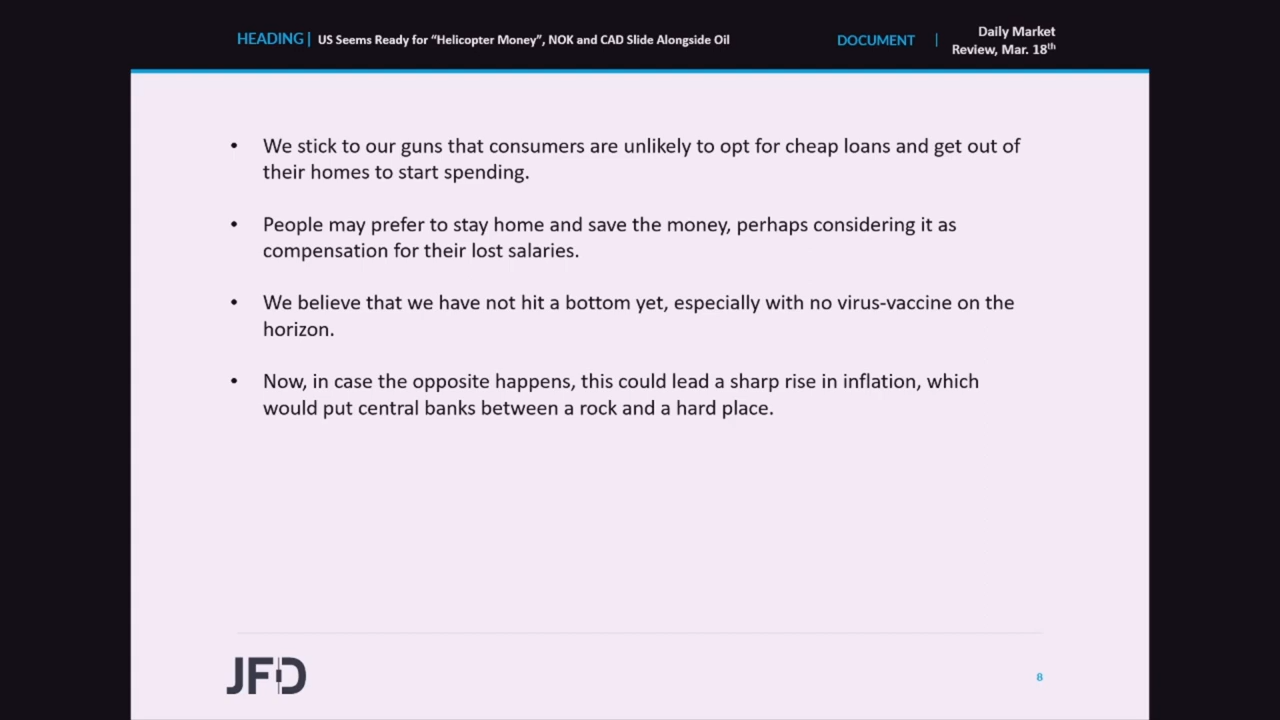 HEADING | US Seems Ready for “Helicopter Money”, NOK and CAD Slide Alongside Oil
DOCUMENT | Daily Market
Review, Mar. 18th
• We stick to our guns that consumers are unlikely to opt for cheap loans and get out of
their homes to start spending.
• People may prefer to stay home and save the money, perhaps considering it as
compensation for their lost salaries.
• We believe that we have not hit a bottom yet, especially with no virus-vaccine on the
horizon.
• Now, in case the opposite happens, this could lead a sharp rise in inflation, which
would put central banks between a rock and a hard place.
JFD
8